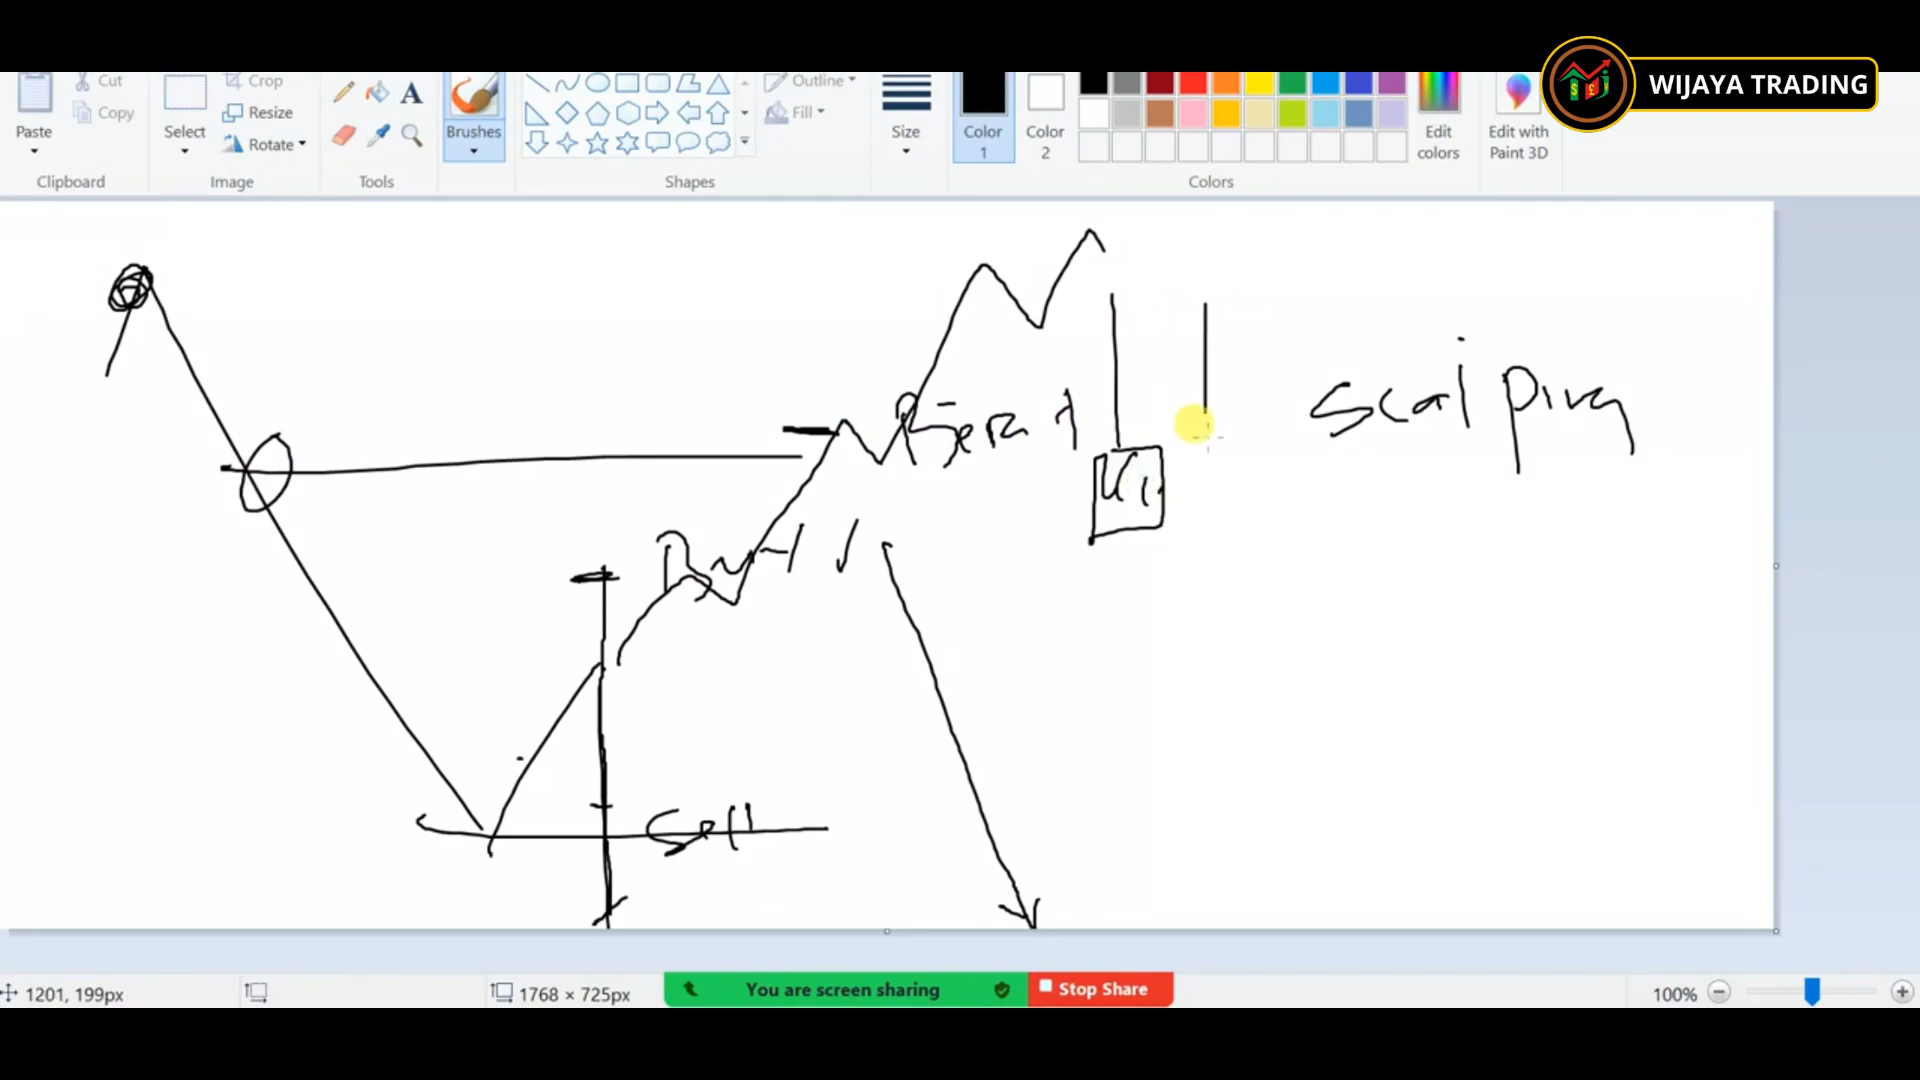 WIJAYA TRADING
Cut
Copy
Paste
Clipboard
Crop
Resize
Rotate
Select
Image
A
Tools
Brushes
Shapes
Outline
Fill
Size
Color 1
Color 2
Edit colors
Edit with Paint 3D
Colors
scalping
Sell
1201, 199px
1768 × 725px
You are screen sharing
Stop Share
100%